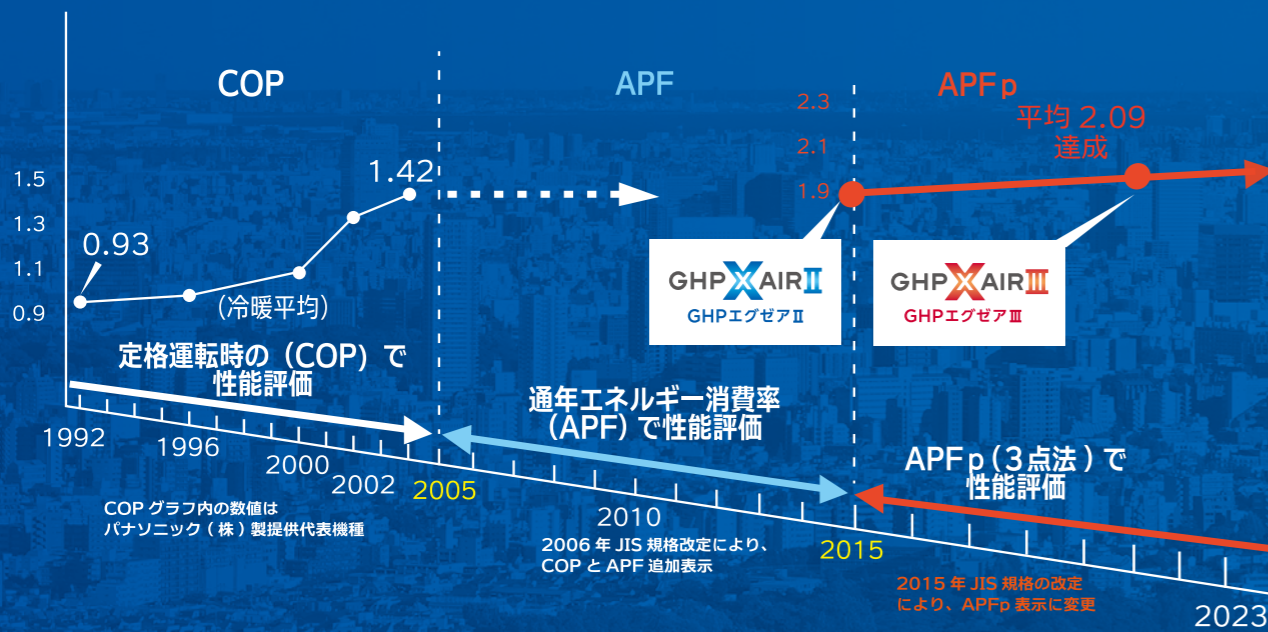 COP
APF
APFp
2.3
2.1
1.9
平均 2.09
達成
1.5
1.3
1.1
0.9
1.42
0.93
(冷暖平均)
GHP XAIR II
GHPエグゼアⅡ
GHP XAIR III
GHPエグゼアⅢ
定格運転時の（COP）で
性能評価
通年エネルギー消費率
（APF）で性能評価
APFp（3点法）で
性能評価
1992
1996
2000
2002
2005
2010
2015
2023
COP グラフ内の数値は
パナソニック（株）製提供代表機種
2006 年 JIS 規格改定により、
COP と APF 追加表示
2015 年 JIS 規格の改定
により、APFp 表示に変更